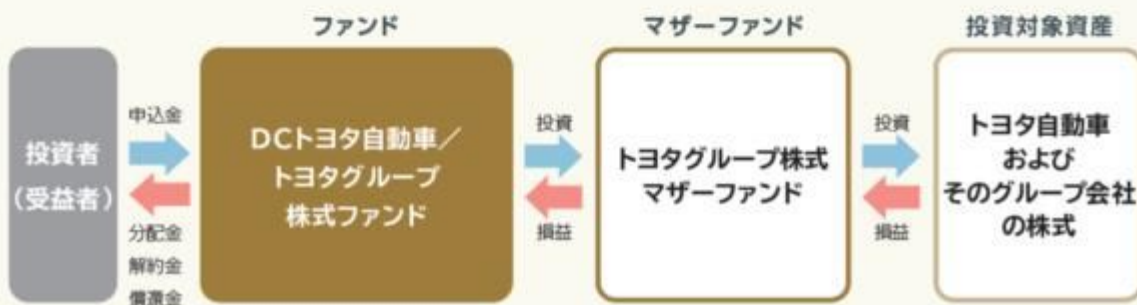 ファンド
マザーファンド
投資対象資産
投資者
(受益者)
申込金
分配金
解約金
償還金
DCトヨタ自動車／
トヨタグループ
株式ファンド
投資
損益
トヨタグループ株式
マザーファンド
投資
損益
トヨタ自動車
および
そのグループ会社
の株式